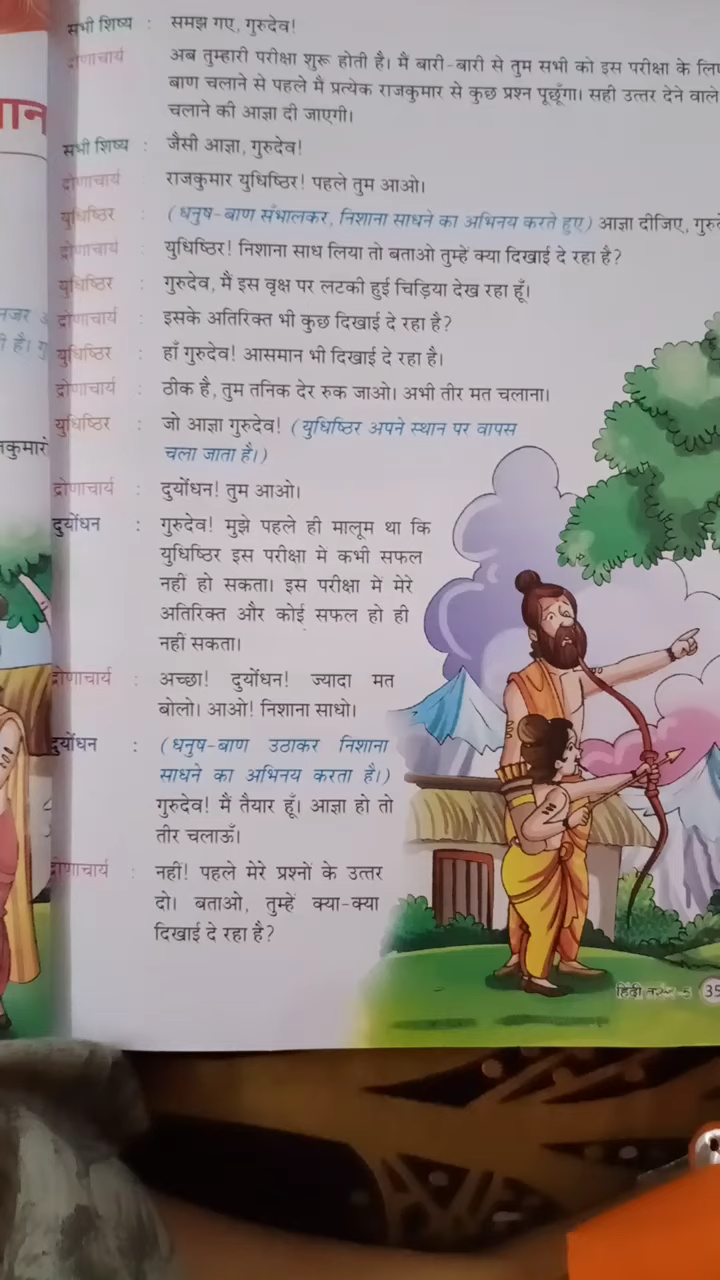 सभी शिष्य : समझ गए, गुरुदेव!
द्रोणाचार्य अब तुम्हारी परीक्षा शुरू होती है। मैं बारी-बारी से तुम सभी को इस परीक्षा के
बाण चलाने से पहले मैं प्रत्येक राजकुमार से कुछ प्रश्न पूछूँगा। सही उत्तर देने वाले
चलाने की आज्ञा दी जाएगी।
सभी शिष्य : जैसी आज्ञा, गुरुदेव!
द्रोणाचार्य : राजकुमार युधिष्ठिर! पहले तुम आओ।
युधिष्ठिर : (धनुष-बाण सँभालकर, निशाना साधने का अभिनय करते हुए) आज्ञा दीजिए,
द्रोणाचार्य : युधिष्ठिर! निशाना साध लिया तो बताओ तुम्हें क्या दिखाई दे रहा है?
युधिष्ठिर : गुरुदेव, मैं इस वृक्ष पर लटकी हुई चिड़िया देख रहा हूँ।
द्रोणाचार्य : इसके अतिरिक्त भी कुछ दिखाई दे रहा है?
युधिष्ठिर : हाँ गुरुदेव! आसमान भी दिखाई दे रहा है।
द्रोणाचार्य : ठीक है, तुम तनिक देर रुक जाओ। अभी तीर मत चलाना।
युधिष्ठिर : जो आज्ञा गुरुदेव! (युधिष्ठिर अपने स्थान पर वापस
चला जाता है।)
द्रोणाचार्य : दुर्योधन! तुम आओ।
दुर्योधन : गुरुदेव! मुझे पहले ही मालूम था कि
युधिष्ठिर इस परीक्षा मे कभी सफल
नहीं हो सकता। इस परीक्षा में मेरे
अतिरिक्त और कोई सफल हो ही
नहीं सकता।
द्रोणाचार्य : अच्छा! दुर्योधन! ज्यादा मत
बोलो। आओ! निशाना साधो।
दुर्योधन : (धनुष-बाण उठाकर निशाना
साधने का अभिनय करता है।)
गुरुदेव! मैं तैयार हूँ। आज्ञा हो तो
तीर चलाऊँ।
द्रोणाचार्य : नहीं! पहले मेरे प्रश्नों के उत्तर
दो। बताओ, तुम्हें क्या-क्या
दिखाई दे रहा है?
हिंदी 35